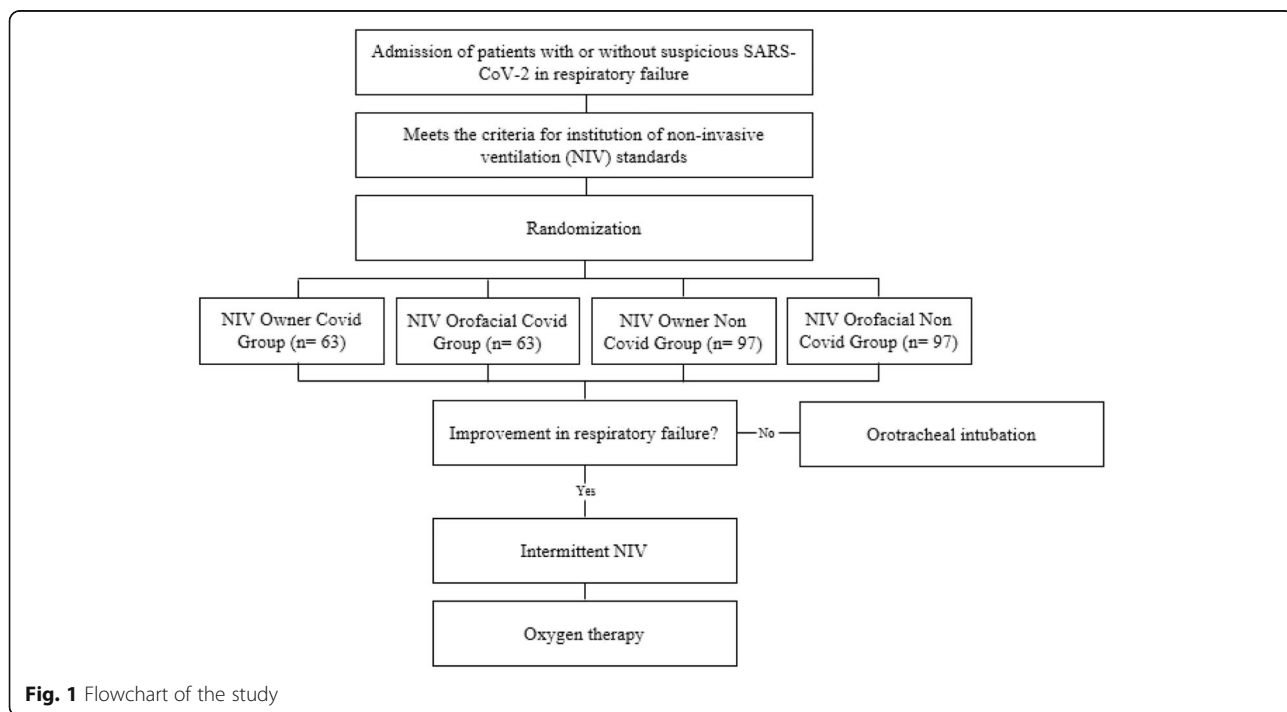 Admission of patients with or without suspicious SARS-
CoV-2 in respiratory failure
Meets the criteria for institution of non-invasive
ventilation (NIV) standards
Randomization
NIV Owner Covid
Group (n= 63)
NIV Orofacial Covid
Group (n= 63)
NIV Owner Non
Covid Group (n= 97)
NIV Orofacial Non
Covid Group (n= 97)
Improvement in respiratory failure?
No
Orotracheal intubation
Yes
Intermittent NIV
Oxygen therapy
Fig. 1 Flowchart of the study